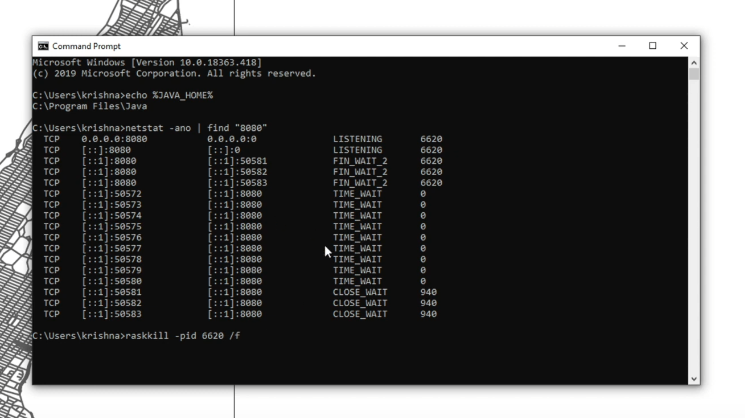 Command Prompt
Microsoft Windows [Version 10.0.18363.418]
(c) 2019 Microsoft Corporation. All rights reserved.
C:\Users\krishna>echo %JAVA_HOME%
C:\Program Files\Java
C:\Users\krishna>netstat -ano | find "8080"
TCP 0.0.0.0:8080 0.0.0.0:0 LISTENING 6620
TCP [::]:8080 [::]:0 LISTENING 6620
TCP [::1]:8080 [::1]:50581 FIN_WAIT_2 6620
TCP [::1]:8080 [::1]:50582 FIN_WAIT_2 6620
TCP [::1]:8080 [::1]:50583 FIN_WAIT_2 6620
TCP [::1]:50572 [::1]:8080 TIME_WAIT 0
TCP [::1]:50573 [::1]:8080 TIME_WAIT 0
TCP [::1]:50574 [::1]:8080 TIME_WAIT 0
TCP [::1]:50575 [::1]:8080 TIME_WAIT 0
TCP [::1]:50576 [::1]:8080 TIME_WAIT 0
TCP [::1]:50577 [::1]:8080 TIME_WAIT 0
TCP [::1]:50578 [::1]:8080 TIME_WAIT 0
TCP [::1]:50579 [::1]:8080 TIME_WAIT 0
TCP [::1]:50580 [::1]:8080 TIME_WAIT 0
TCP [::1]:50581 [::1]:8080 CLOSE_WAIT 940
TCP [::1]:50582 [::1]:8080 CLOSE_WAIT 940
TCP [::1]:50583 [::1]:8080 CLOSE_WAIT 940
C:\Users\krishna>raskkill -pid 6620 /f